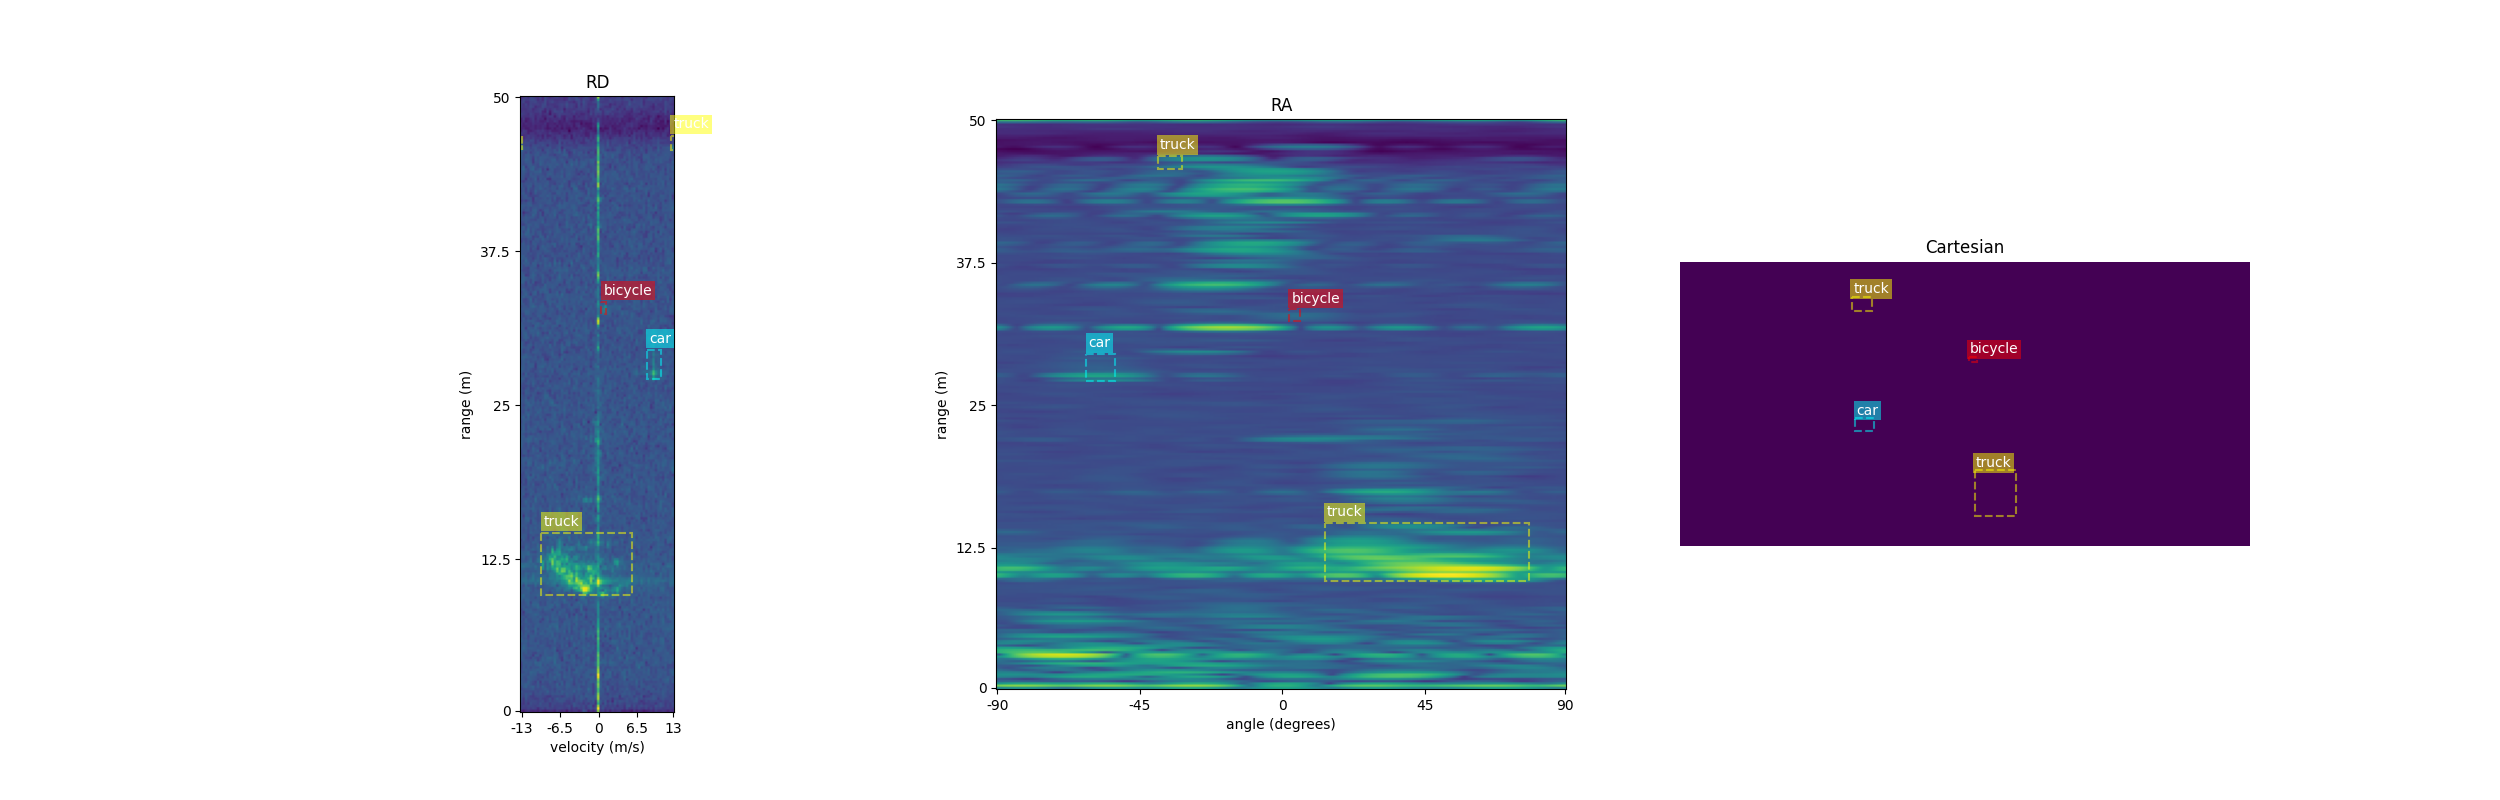 RD
50
37.5
25
12.5
0
range (m)
-13
-6.5
0
6.5
13
velocity (m/s)
truck
bicycle
car
truck
RA
50
37.5
25
12.5
0
range (m)
-90
-45
0
45
90
angle (degrees)
truck
bicycle
car
truck
Cartesian
truck
bicycle
car
truck